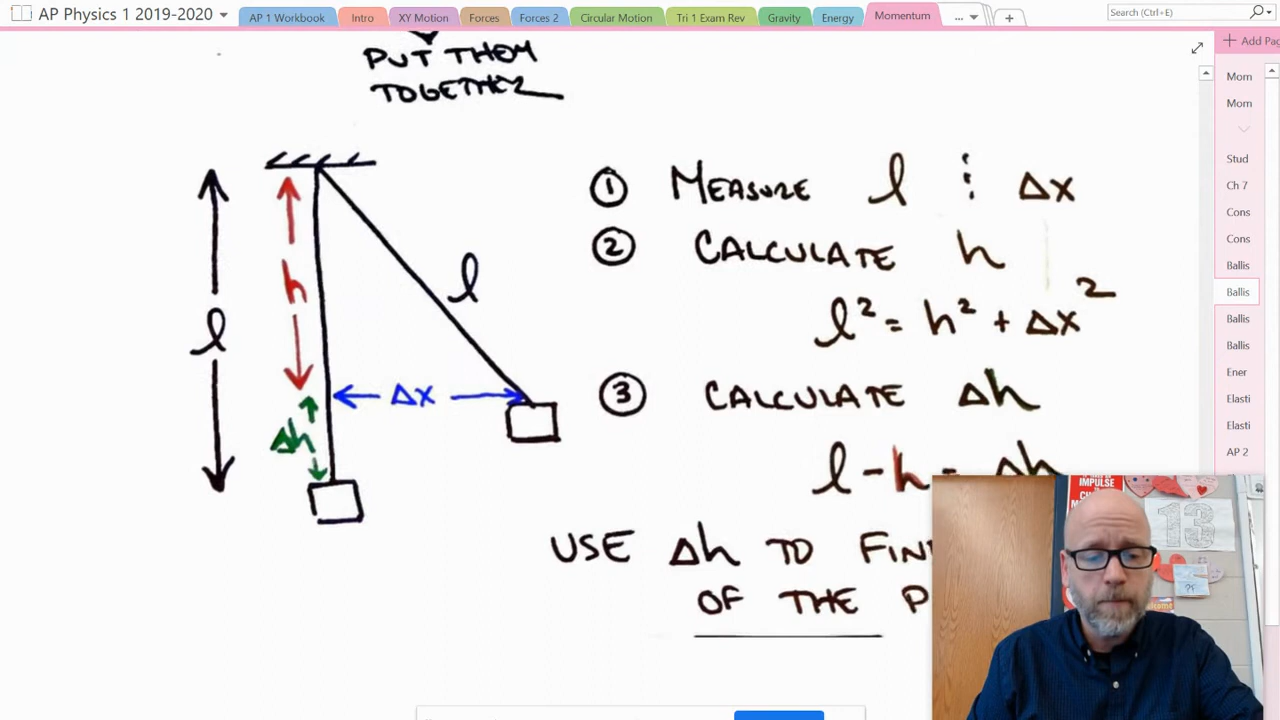 AP Physics 1 2019-2020
AP 1 Workbook
Intro
XY Motion
Forces
Forces 2
Circular Motion
Tri 1 Exam Rev
Gravity
Energy
Momentum
...
Search (Ctrl+E)
Add Pag
PUT THEM
TOGETHER
l
h
Δh
l
Δx
① MEASURE l : Δx
② CALCULATE h
l² = h² + Δx²
③ CALCULATE Δh
l - h = Δh
USE Δh TO FIN
OF THE P
Mom
Mom
Stud
Ch 7
Cons
Cons
Ballis
Ballis
Ballis
Ballis
Ener
Elasti
Elasti
AP 2
IMPULSE
13